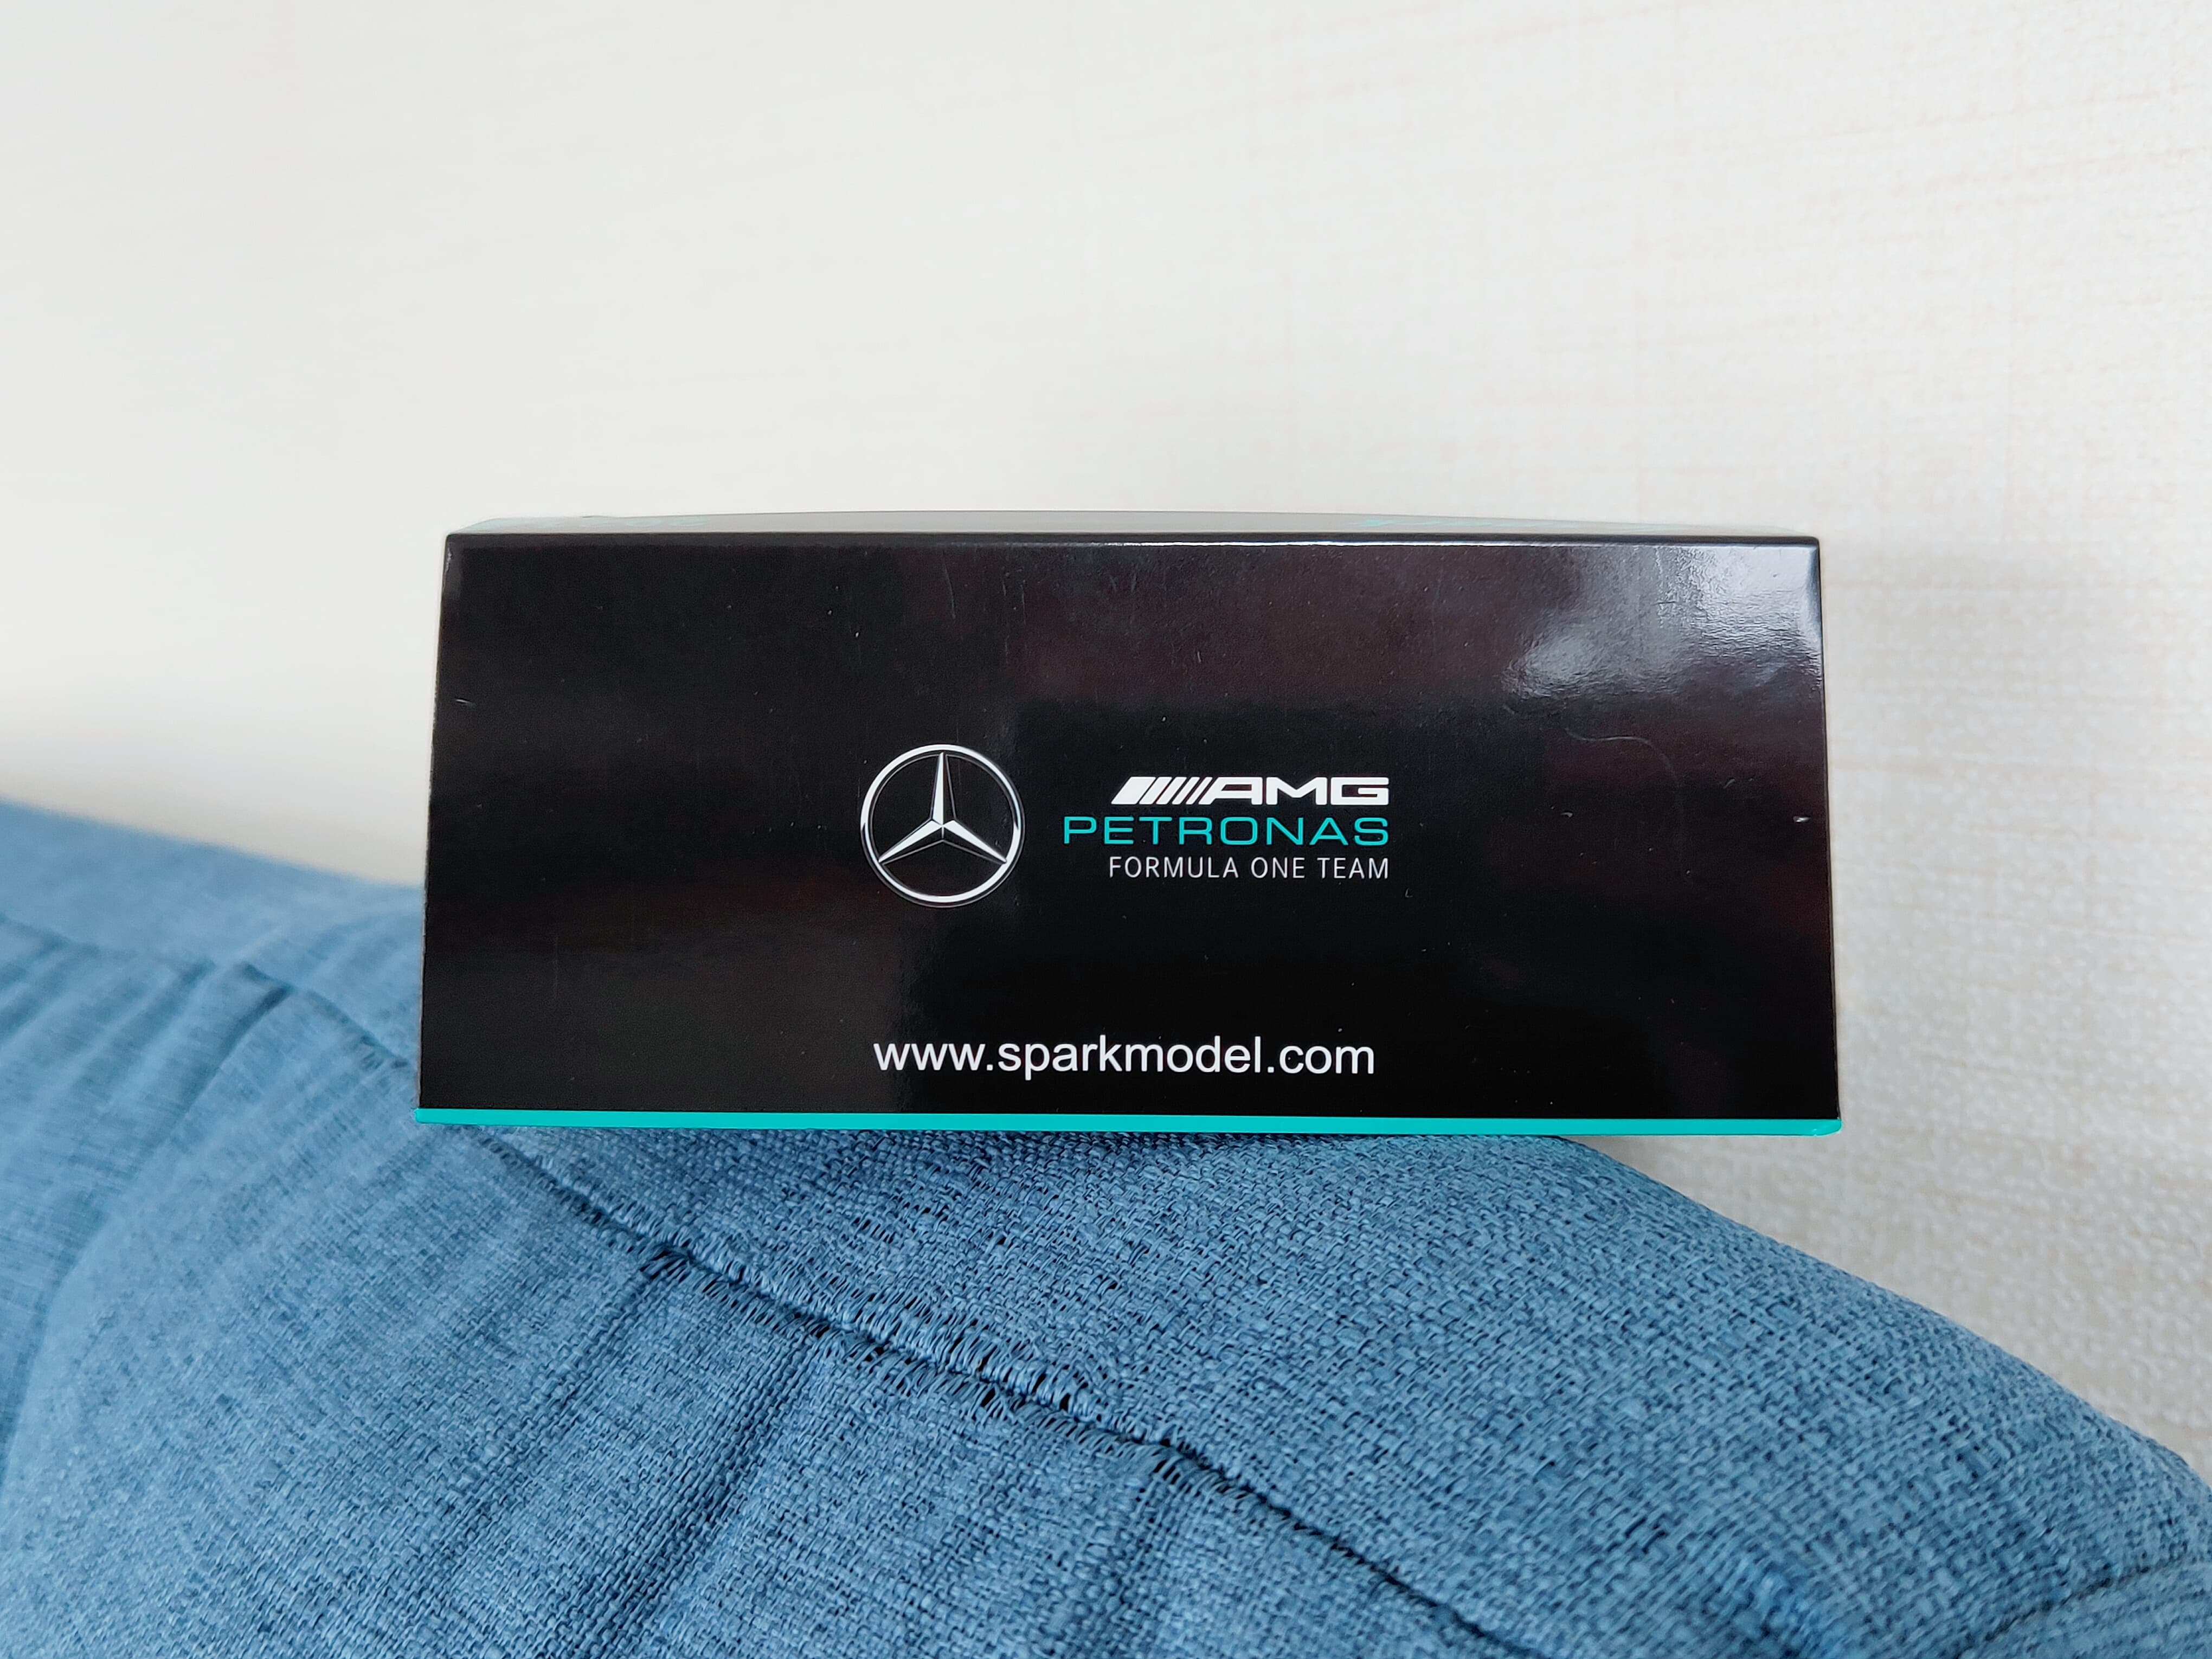 AMG
PETRONAS
FORMULA ONE TEAM
www.sparkmodel.com